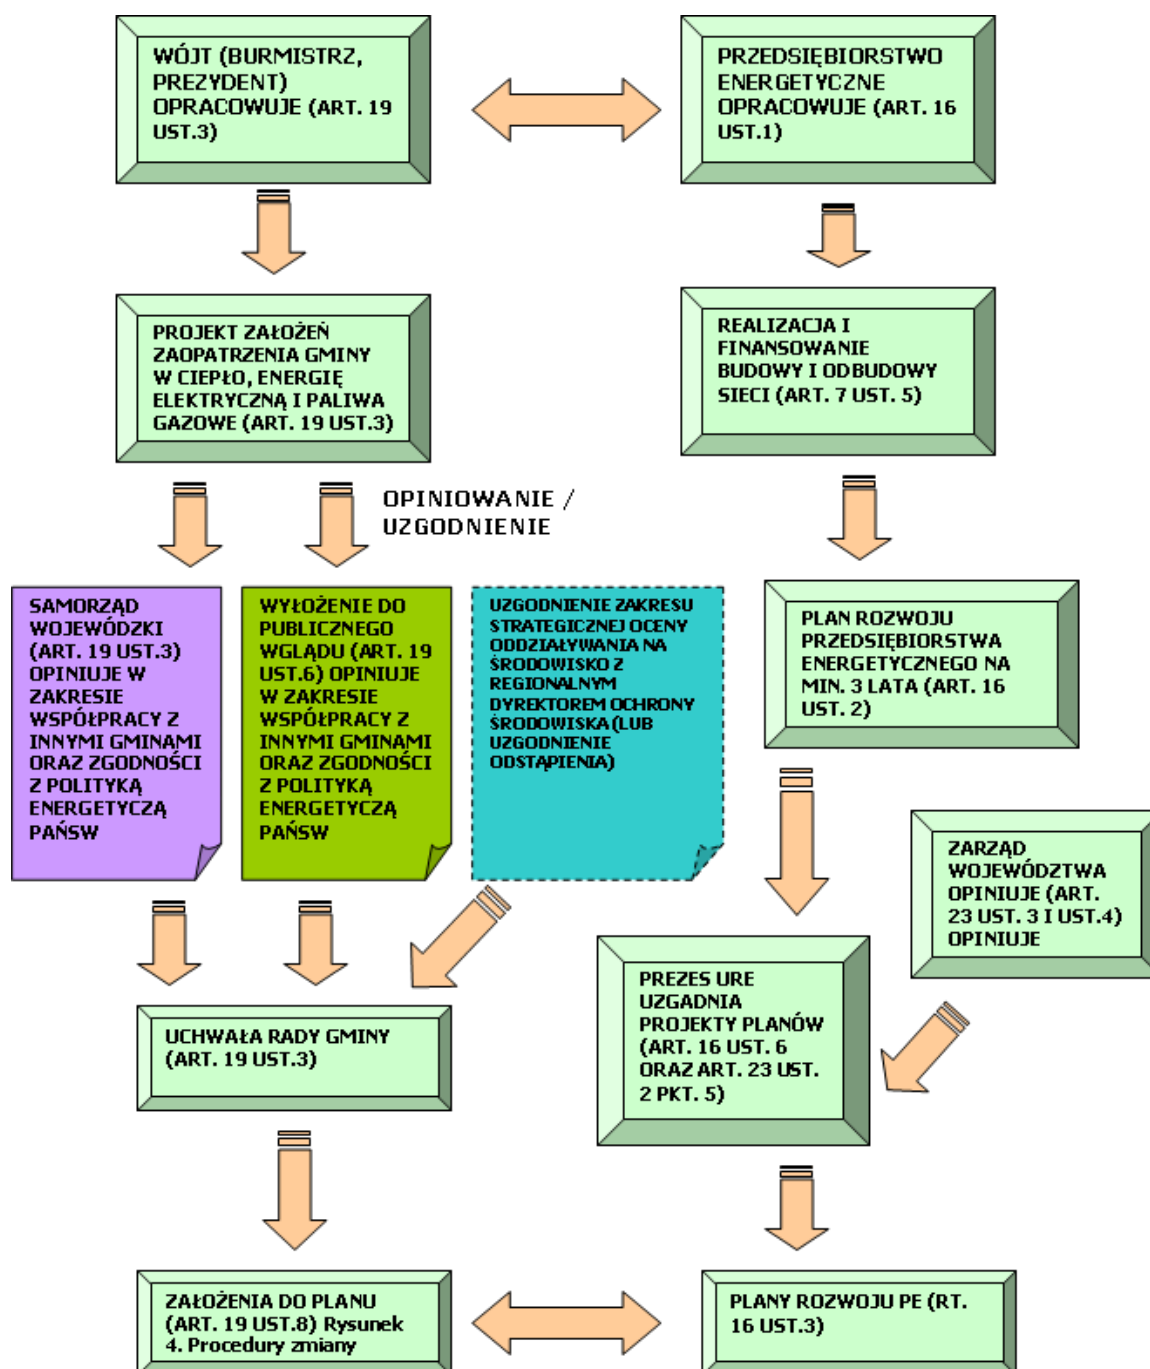 WÓJT (BURMISTRZ,
PREZYDENT)
OPRACOWUJE (ART. 19
UST.3)
PRZEDSIĘBIORSTWO
ENERGETYCZNE
OPRACOWUJE (ART. 16
UST.1)
PROJEKT ZAŁOŻEŃ
ZAOPATRZENIA GMINY
W CIEPŁO, ENERGIĘ
ELEKTRYCZNĄ I PALIWA
GAZOWE (ART. 19 UST.3)
REALIZACJA I
FINANSOWANIE
BUDOWY I ODBUDOWY
SIECI (ART. 7 UST. 5)
OPINIOWANIE /
UZGODNIENIE
SAMORZĄD
WOJEWÓDZKI
(ART. 19 UST.3)
OPINIUJE W
ZAKRESIE
WSPÓŁPRACY Z
INNYMI GMINAMI
ORAZ ZGODNOŚCI
Z POLITYKĄ
ENERGETYCZĄ
PAŃSW
WYŁOŻENIE DO
PUBLICZNEGO
WGLĄDU (ART. 19
UST.6) OPINIUJE
W ZAKRESIE
WSPÓŁPRACY Z
INNYMI GMINAMI
ORAZ ZGODNOŚCI
Z POLITYKĄ
ENERGETYCZĄ
PAŃSW
UZGODNIENIE ZAKRESU
STRATEGICZNEJ OCENY
ODDZIAŁYWANIA NA
ŚRODOWISKO Z
REGIONALNYM
DYREKTOREM OCHRONY
ŚRODOWISKA (LUB
UZGODNIENIE
ODSTĄPIENIA)
PLAN ROZWOJU
PRZEDSIĘBIORSTWA
ENERGETYCZNEGO NA
MIN. 3 LATA (ART. 16
UST. 2)
ZARZĄD
WOJEWÓDZTWA
OPINIUJE (ART.
23 UST. 3 I UST.4)
OPINIUJE
PREZES URE
UZGADNIA
PROJEKTY PLANÓW
(ART. 16 UST. 6
ORAZ ART. 23 UST.
2 PKT. 5)
UCHWAŁA RADY GMINY
(ART. 19 UST.3)
ZAŁOŻENIA DO PLANU
(ART. 19 UST.8) Rysunek
4. Procedury zmiany
PLANY ROZWOJU PE (RT.
16 UST.3)